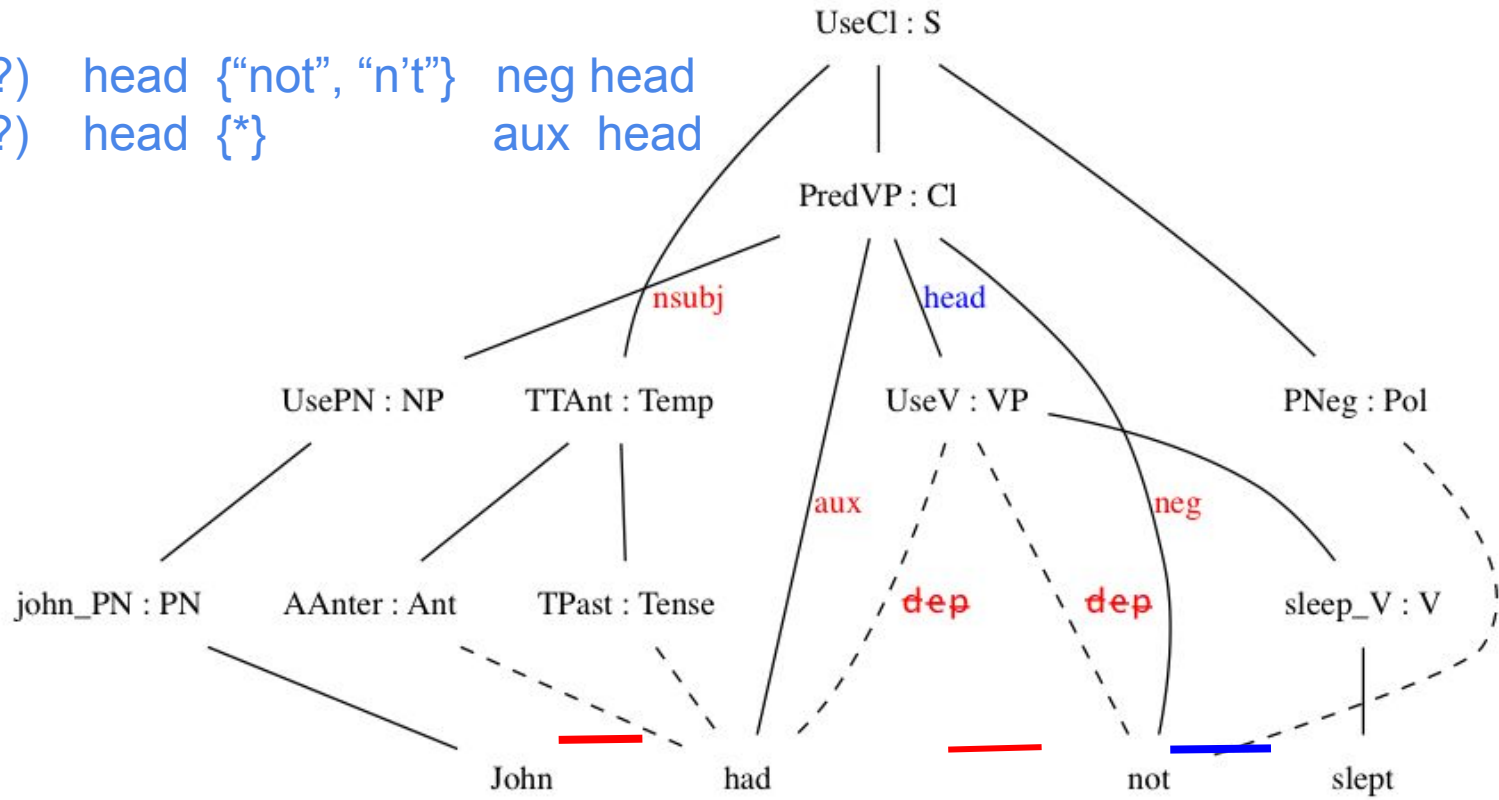 UseCl : S
?) head {“not”, “n’t”} neg head
?) head {*} aux head
PredVP : Cl
nsubj head
UsePN : NP TTAnt : Temp UseV : VP PNeg : Pol
aux neg
john_PN : PN AAnter : Ant TPast : Tense dep dep sleep_V : V
John had not slept